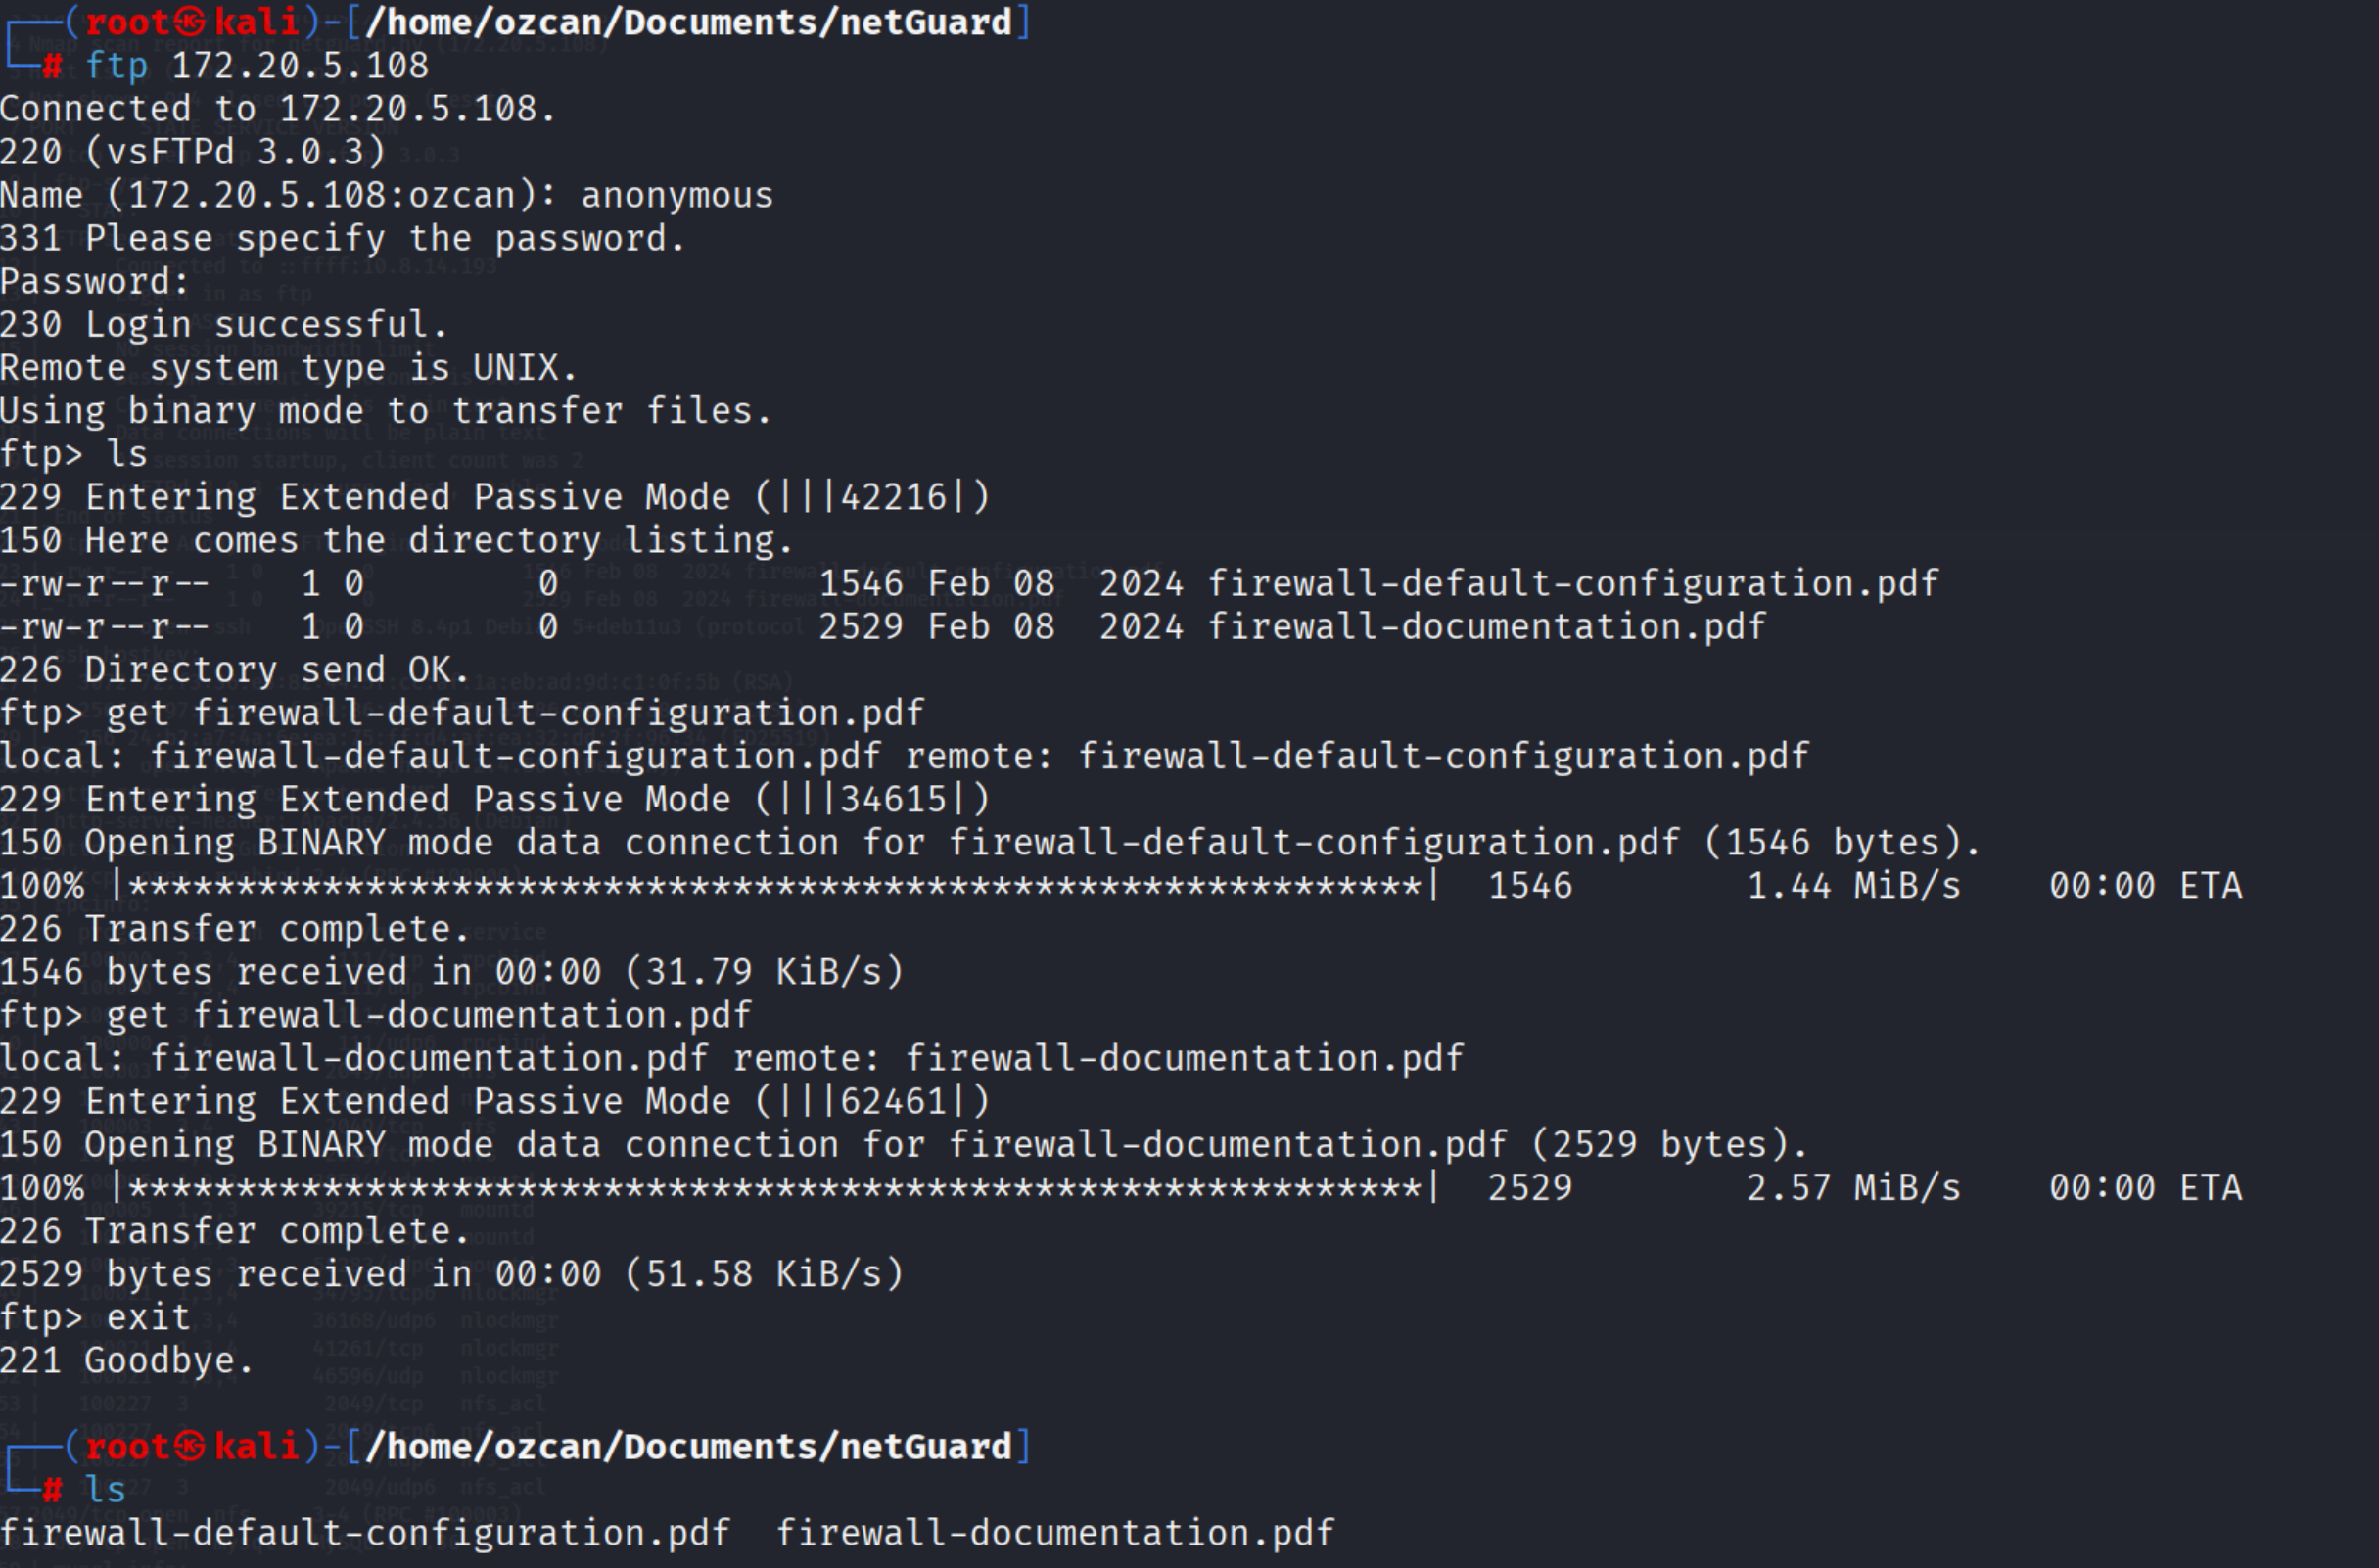 ┌──(root㉿kali)-[/home/ozcan/Documents/netGuard]
└─# ftp 172.20.5.108
Connected to 172.20.5.108.
220 (vsFTPd 3.0.3)
Name (172.20.5.108:ozcan): anonymous
331 Please specify the password.
Password:
230 Login successful.
Remote system type is UNIX.
Using binary mode to transfer files.
ftp> ls
229 Entering Extended Passive Mode (|||42216|)
150 Here comes the directory listing.
-rw-r--r--    1 0        0            1546 Feb 08  2024 firewall-default-configuration.pdf
-rw-r--r--    1 0        0            2529 Feb 08  2024 firewall-documentation.pdf
226 Directory send OK.
ftp> get firewall-default-configuration.pdf
local: firewall-default-configuration.pdf remote: firewall-default-configuration.pdf
229 Entering Extended Passive Mode (|||34615|)
150 Opening BINARY mode data connection for firewall-default-configuration.pdf (1546 bytes).
100% |************************************************************|  1546        1.44 MiB/s    00:00 ETA
226 Transfer complete.
1546 bytes received in 00:00 (31.79 KiB/s)
ftp> get firewall-documentation.pdf
local: firewall-documentation.pdf remote: firewall-documentation.pdf
229 Entering Extended Passive Mode (|||62461|)
150 Opening BINARY mode data connection for firewall-documentation.pdf (2529 bytes).
100% |************************************************************|  2529        2.57 MiB/s    00:00 ETA
226 Transfer complete.
2529 bytes received in 00:00 (51.58 KiB/s)
ftp> exit
221 Goodbye.
┌──(root㉿kali)-[/home/ozcan/Documents/netGuard]
└─# ls
firewall-default-configuration.pdf  firewall-documentation.pdf